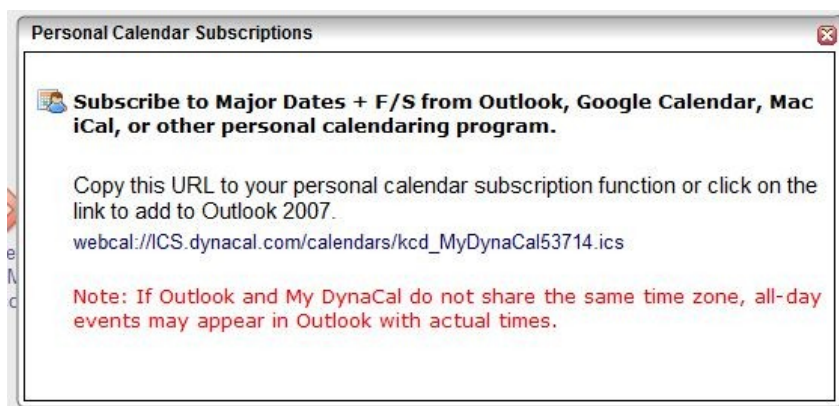 Personal Calendar Subscriptions
Subscribe to Major Dates + F/S from Outlook, Google Calendar, Mac
iCal, or other personal calendaring program.
Copy this URL to your personal calendar subscription function or click on the
link to add to Outlook 2007.
webcal://ICS.dynacal.com/calendars/kcd_MyDynaCal53714.ics
Note: If Outlook and My DynaCal do not share the same time zone, all-day
events may appear in Outlook with actual times.